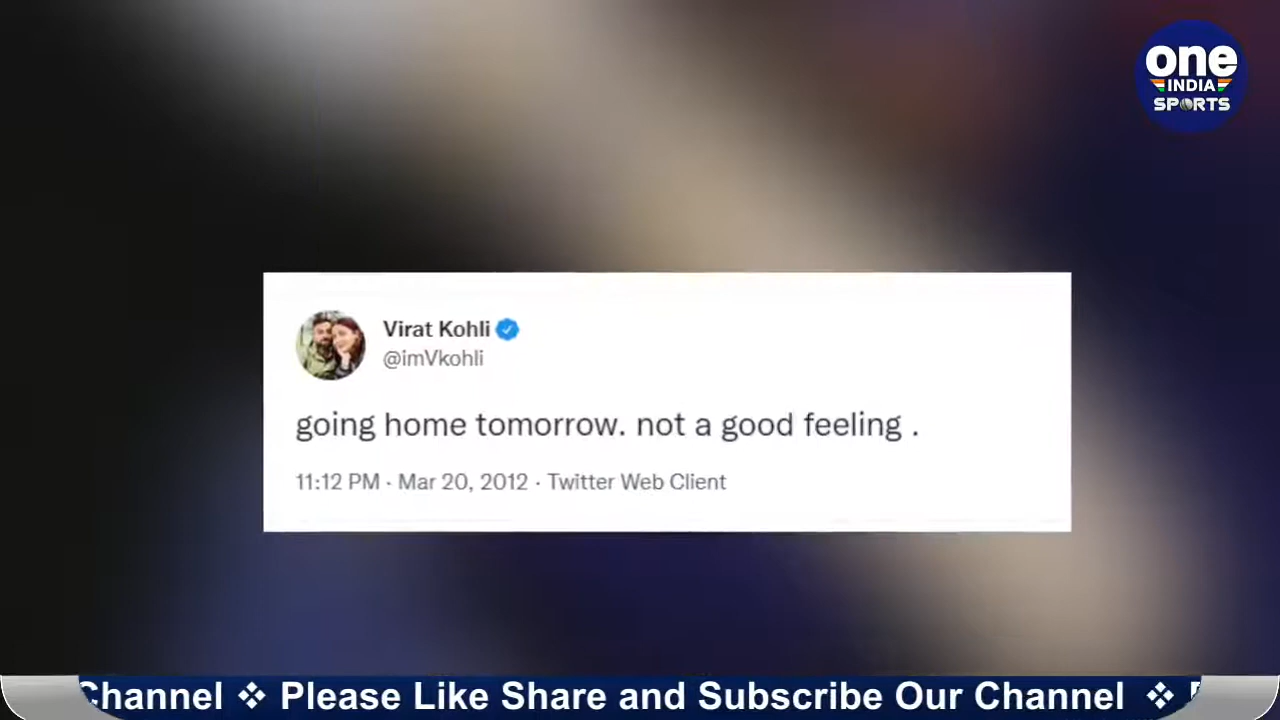 one
INDIA
SPORTS
Virat Kohli
@imVkohli
going home tomorrow. not a good feeling .
11:12 PM · Mar 20, 2012 · Twitter Web Client
Channel ❖ Please Like Share and Subscribe Our Channel ❖